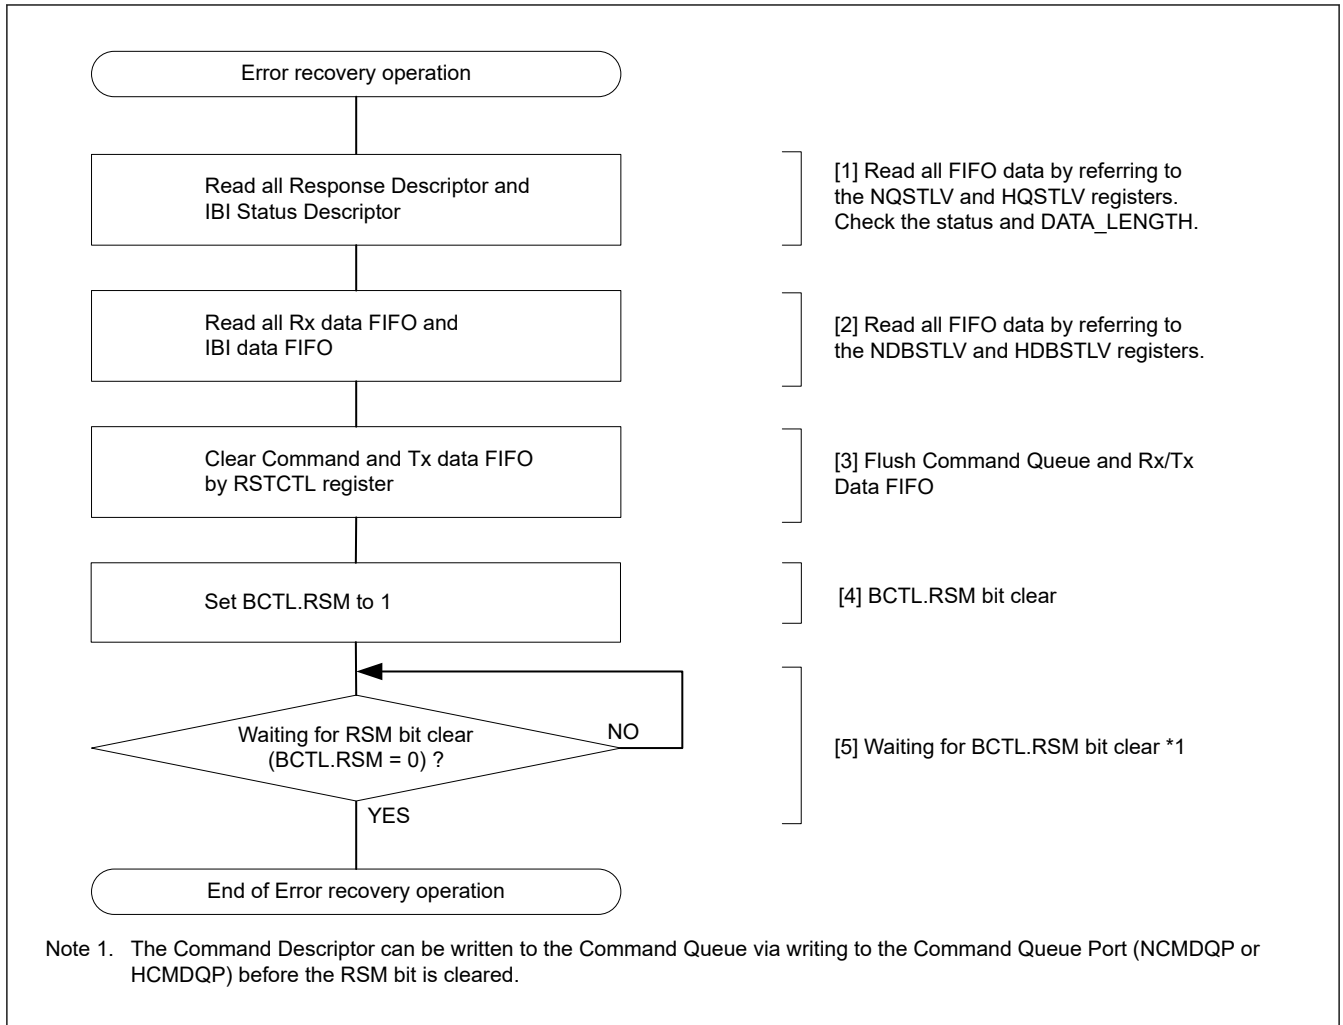 Error recovery operation
Read all Response Descriptor and
IBI Status Descriptor
[1] Read all FIFO data by referring to
the NQSTLV and HQSTLV registers.
Check the status and DATA_LENGTH.
Read all Rx data FIFO and
IBI data FIFO
[2] Read all FIFO data by referring to
the NDBSTLV and HDBSTLV registers.
Clear Command and Tx data FIFO
by RSTCTL register
[3] Flush Command Queue and Rx/Tx
Data FIFO
Set BCTL.RSM to 1
[4] BCTL.RSM bit clear
Waiting for RSM bit clear
(BCTL.RSM = 0) ?
NO
[5] Waiting for BCTL.RSM bit clear *1
YES
End of Error recovery operation
Note 1. The Command Descriptor can be written to the Command Queue via writing to the Command Queue Port (NCMDQP or
HCMDQP) before the RSM bit is cleared.